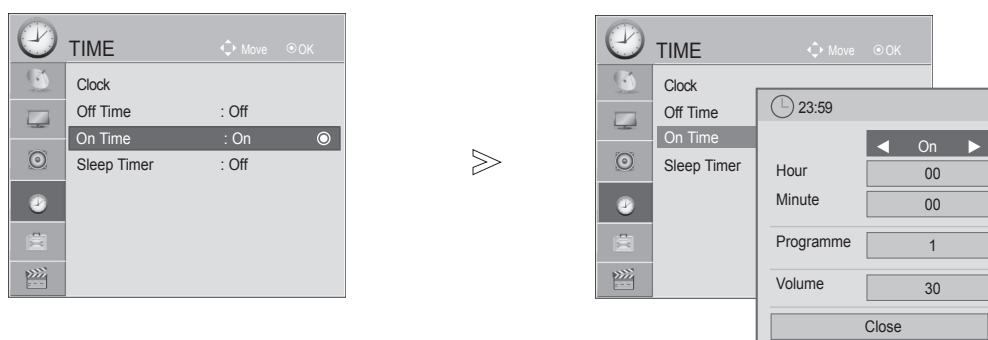 TIME Move OK
Clock
Off Time : Off
On Time : On
Sleep Timer : Off
TIME Move OK
Clock
Off Time
On Time
Sleep Timer
23:59
On
Hour 00
Minute 00
Programme 1
Volume 30
Close